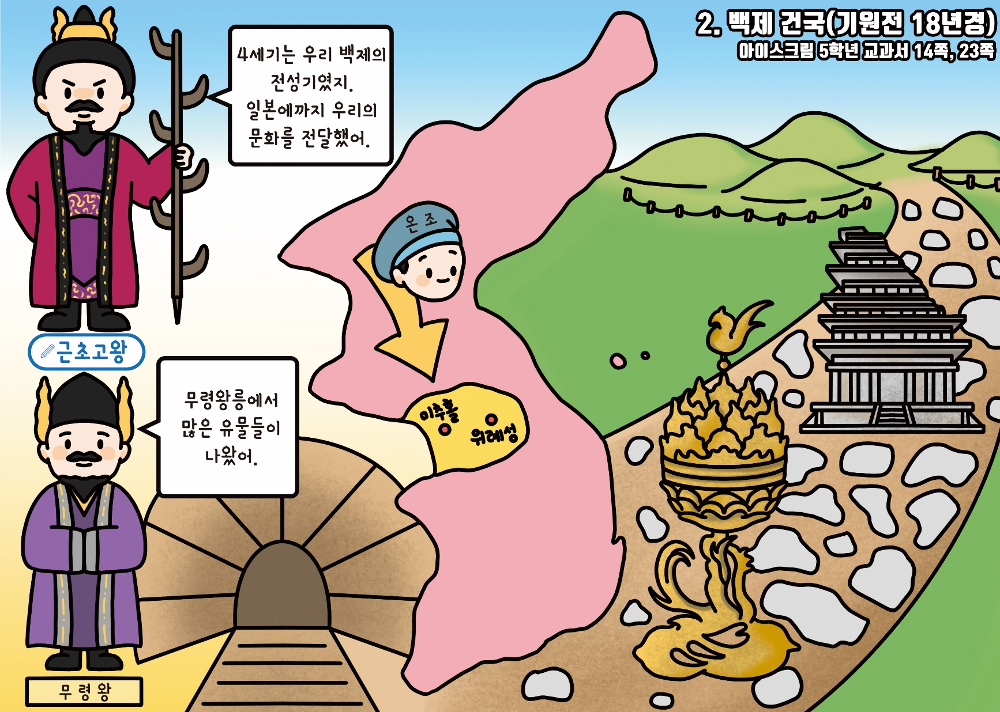 2. 백제 건국(기원전 18년경)
아이스크림 5학년 교과서 14쪽, 23쪽
4세기는 우리 백제의
전성기였지.
일본에까지 우리의
문화를 전달했어.
온조
근초고왕
무령왕릉에서
많은 유물들이
나왔어.
미추홀
위례성
무령왕